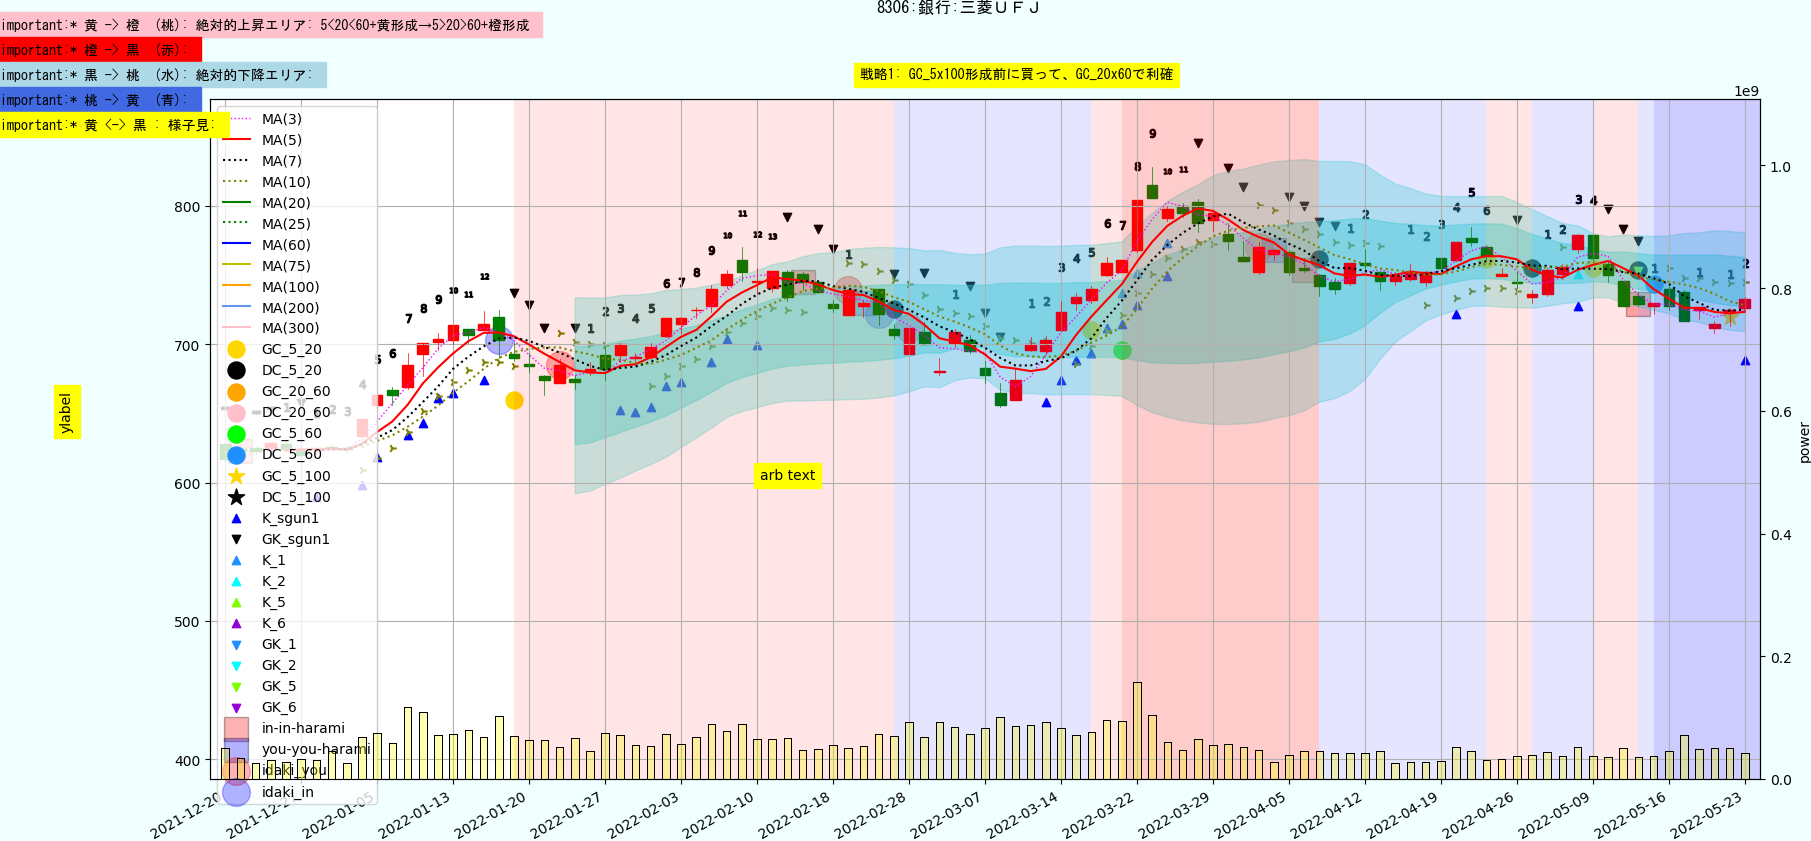 8306:銀行:三菱ＵＦＪ
important:* 黄 -> 橙 (桃): 絶対的上昇エリア: 5<20<60+黄形成→5>20>60+橙形成
important:* 橙 -> 黒 (赤):
important:* 黒 -> 桃 (水): 絶対的下降エリア:
戦略1: GC_5x100形成前に買って、GC_20x60で利確
important:* 桃 -> 黄 (青):
important:* 黄 <-> 黒 : 様子見:
1e9
MA(3)
MA(5)
MA(7)
MA(10)
MA(20)
MA(25)
MA(60)
MA(75)
MA(100)
MA(200)
MA(300)
GC_5_20
DC_5_20
GC_20_60
DC_20_60
GC_5_60
DC_5_60
GC_5_100
DC_5_100
K_sgun1
GK_sgun1
K_1
K_2
K_5
K_6
GK_1
GK_2
GK_5
GK_6
in-in-harami
you-you-harami
idaki_you
idaki_in
ylabel
800
700
600
500
400
arb text
1.0
0.8
0.6
0.4
0.2
0.0
power
2021-12-20
2022-01-05
2022-01-13
2022-01-20
2022-01-27
2022-02-03
2022-02-10
2022-02-18
2022-02-28
2022-03-07
2022-03-14
2022-03-22
2022-03-29
2022-04-05
2022-04-12
2022-04-19
2022-04-26
2022-05-09
2022-05-16
2022-05-23